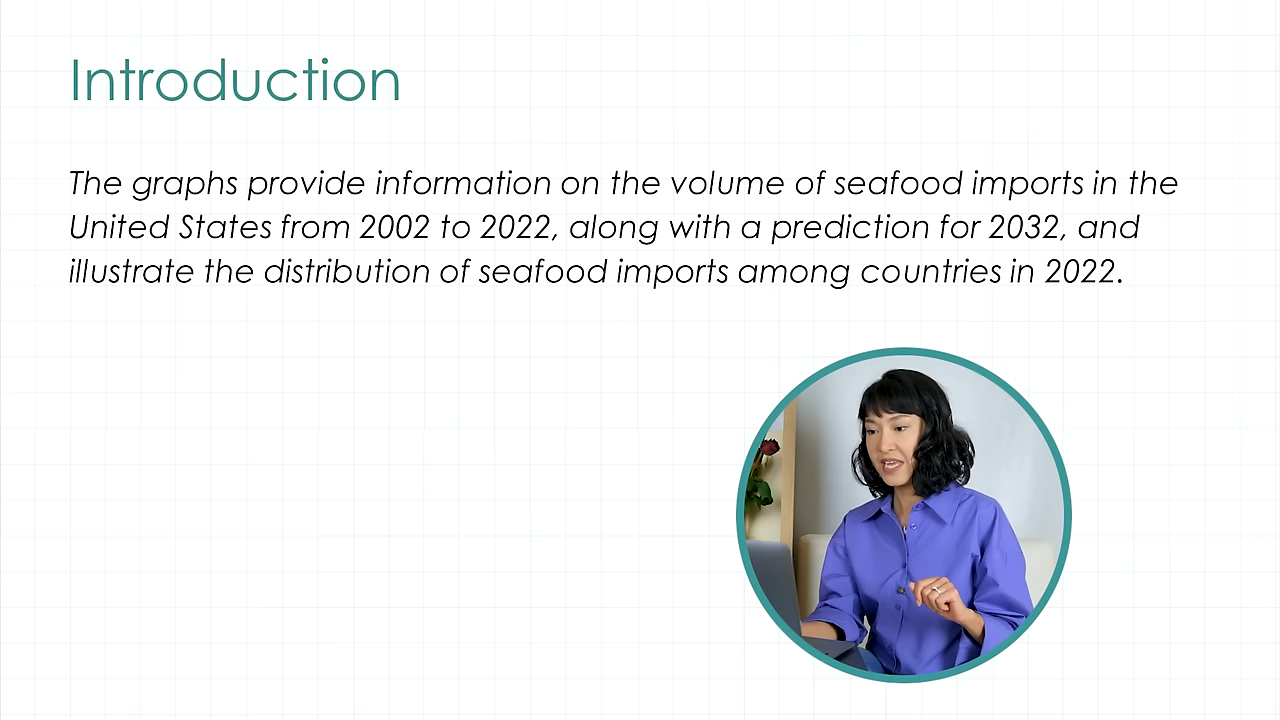 Introduction
The graphs provide information on the volume of seafood imports in the
United States from 2002 to 2022, along with a prediction for 2032, and
illustrate the distribution of seafood imports among countries in 2022.